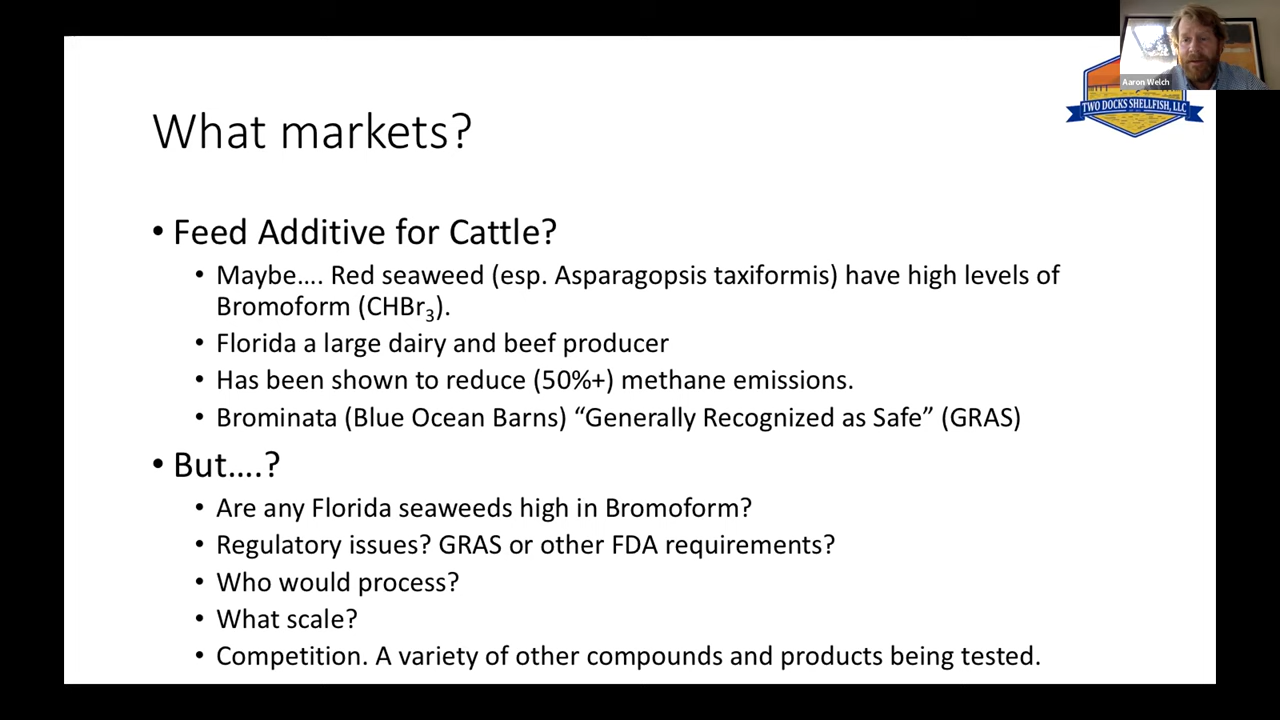 Aaron Welch
TWO DOCKS SHELLFISH, LLC
What markets?
• Feed Additive for Cattle?
• Maybe.... Red seaweed (esp. Asparagopsis taxiformis) have high levels of
Bromoform (CHBr₃).
• Florida a large dairy and beef producer
• Has been shown to reduce (50%+) methane emissions.
• Brominata (Blue Ocean Barns) “Generally Recognized as Safe” (GRAS)
• But....?
• Are any Florida seaweeds high in Bromoform?
• Regulatory issues? GRAS or other FDA requirements?
• Who would process?
• What scale?
• Competition. A variety of other compounds and products being tested.